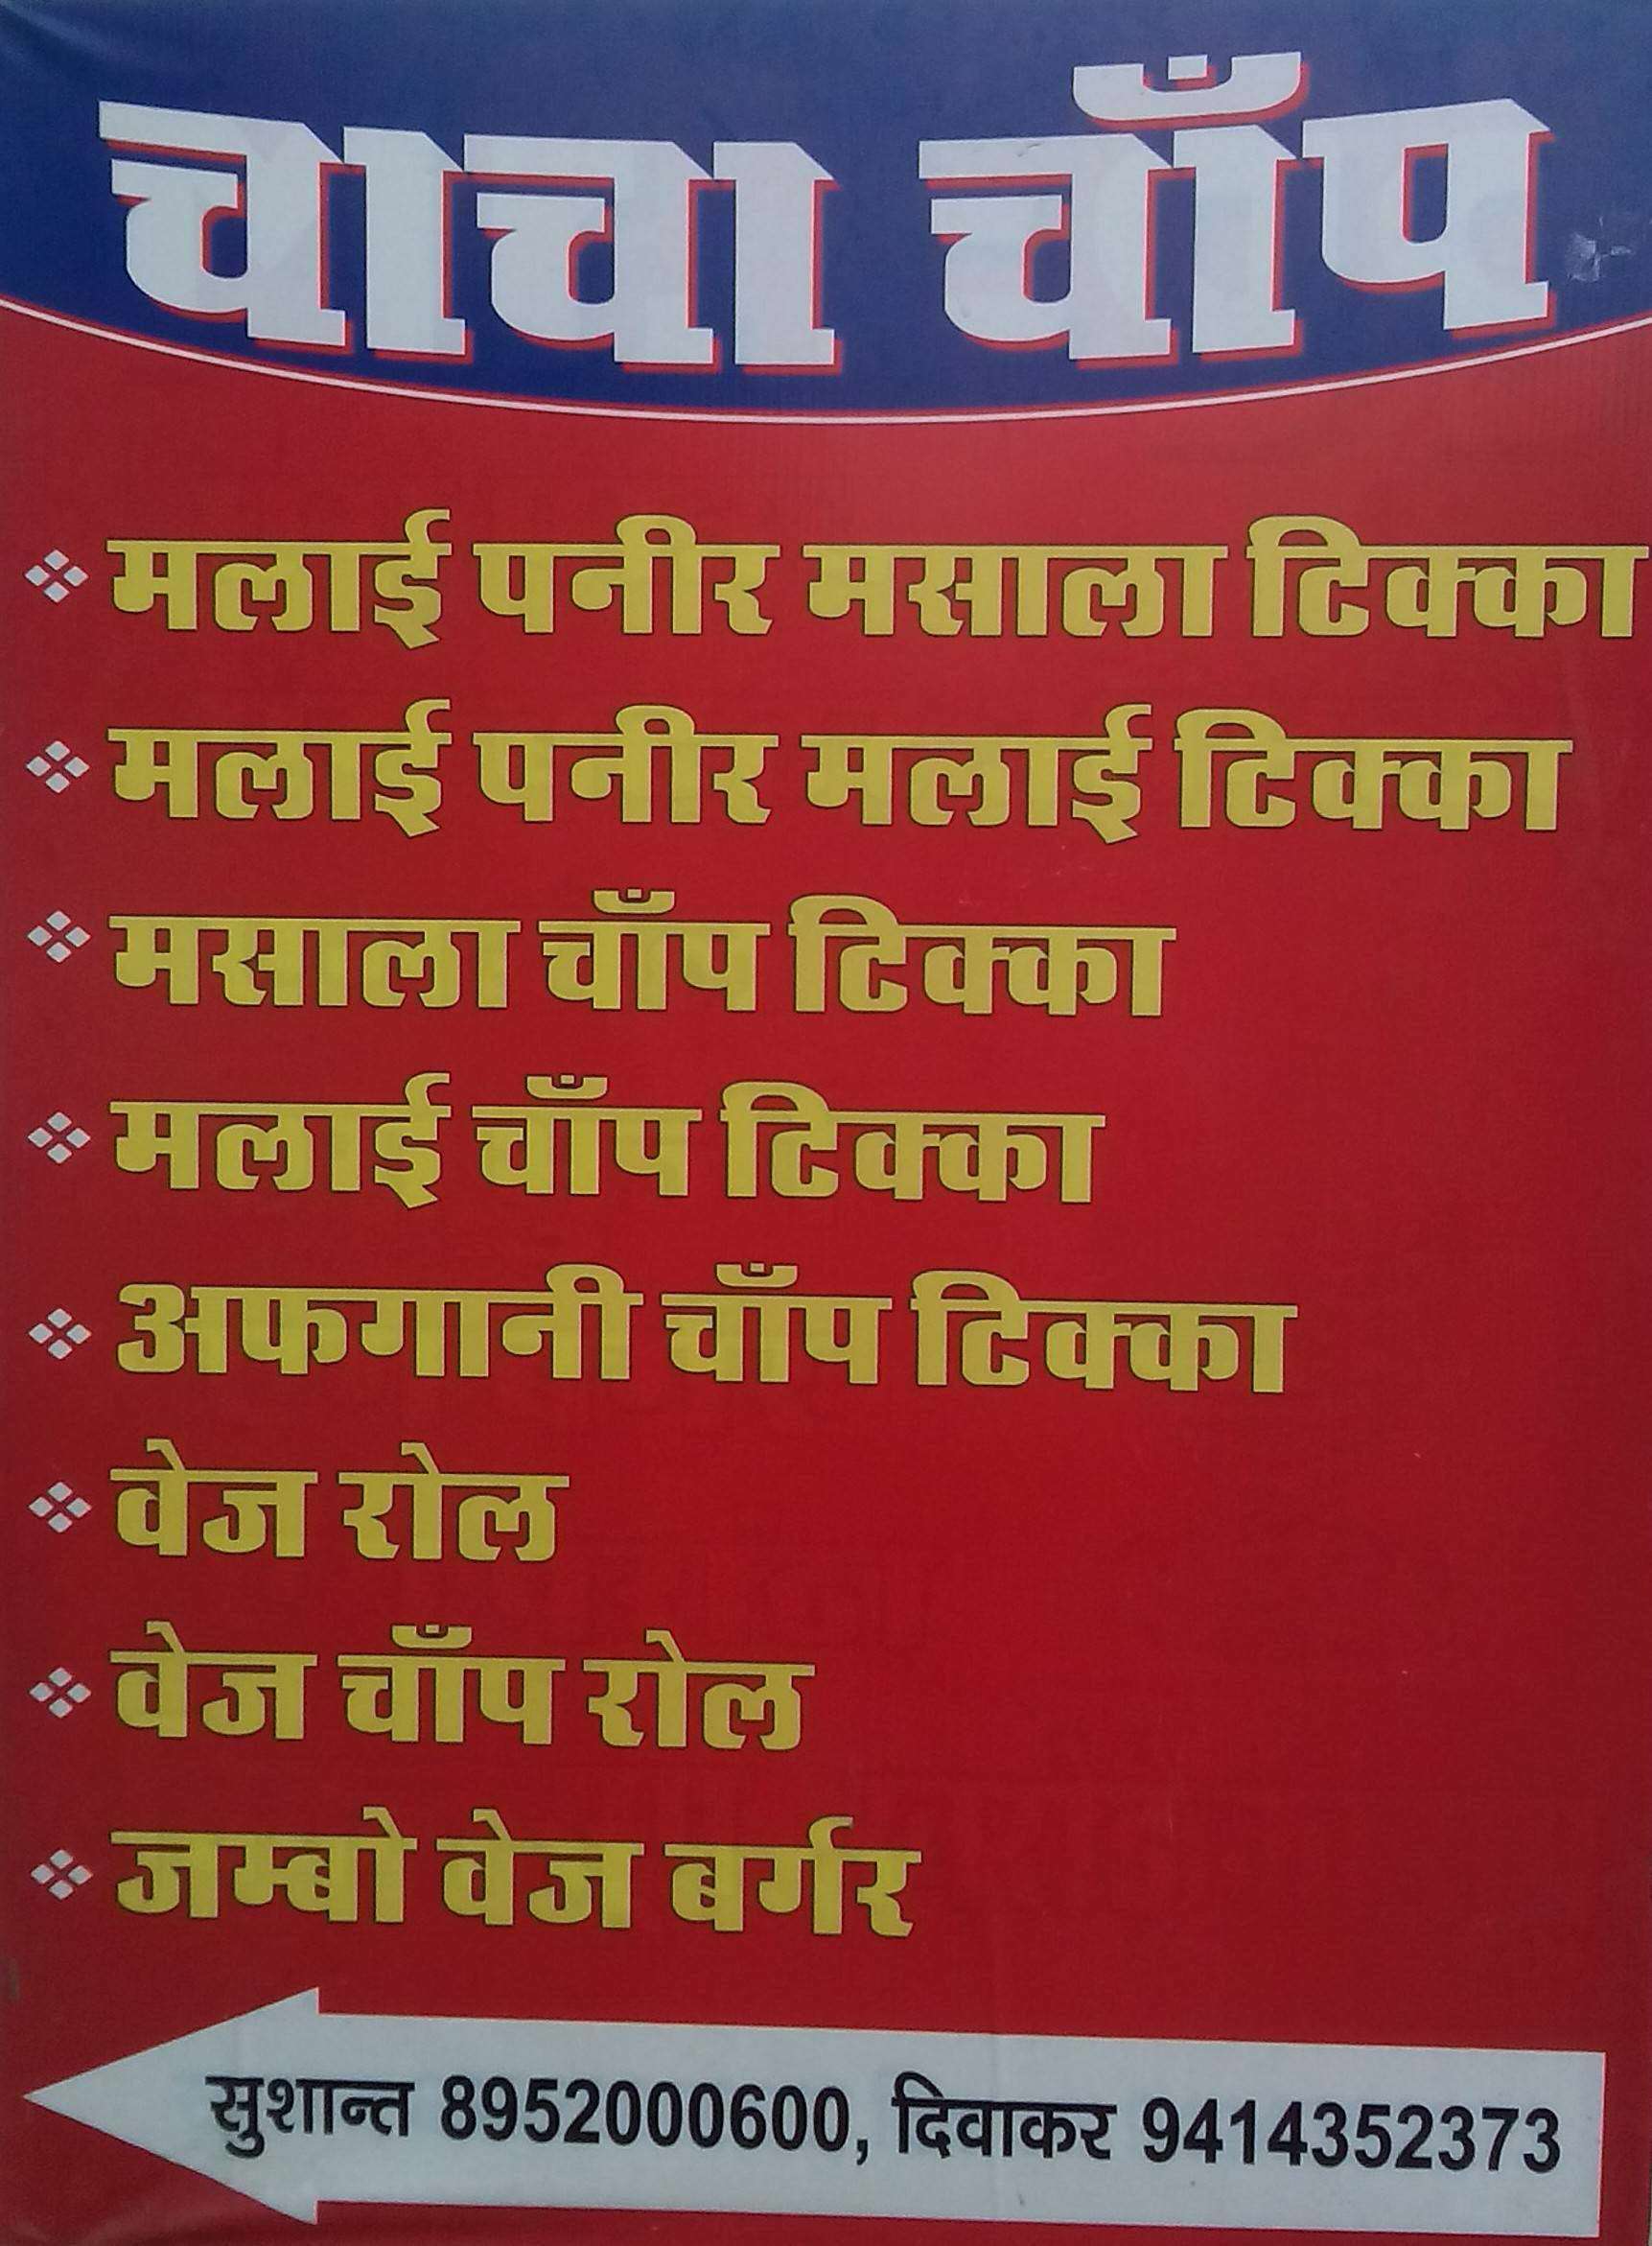 चाचा चाँप
मलाई पनीर मसाला टिक्का
मलाई पनीर मलाई टिक्का
मसाला चाँप टिक्का
मलाई चाँप टिक्का
अफगानी चाँप टिक्का
वेज रोल
वेज चाँप रोल
जम्बो वेज बर्गर
सुशान्त 8952000600, दिवाकर 9414352373